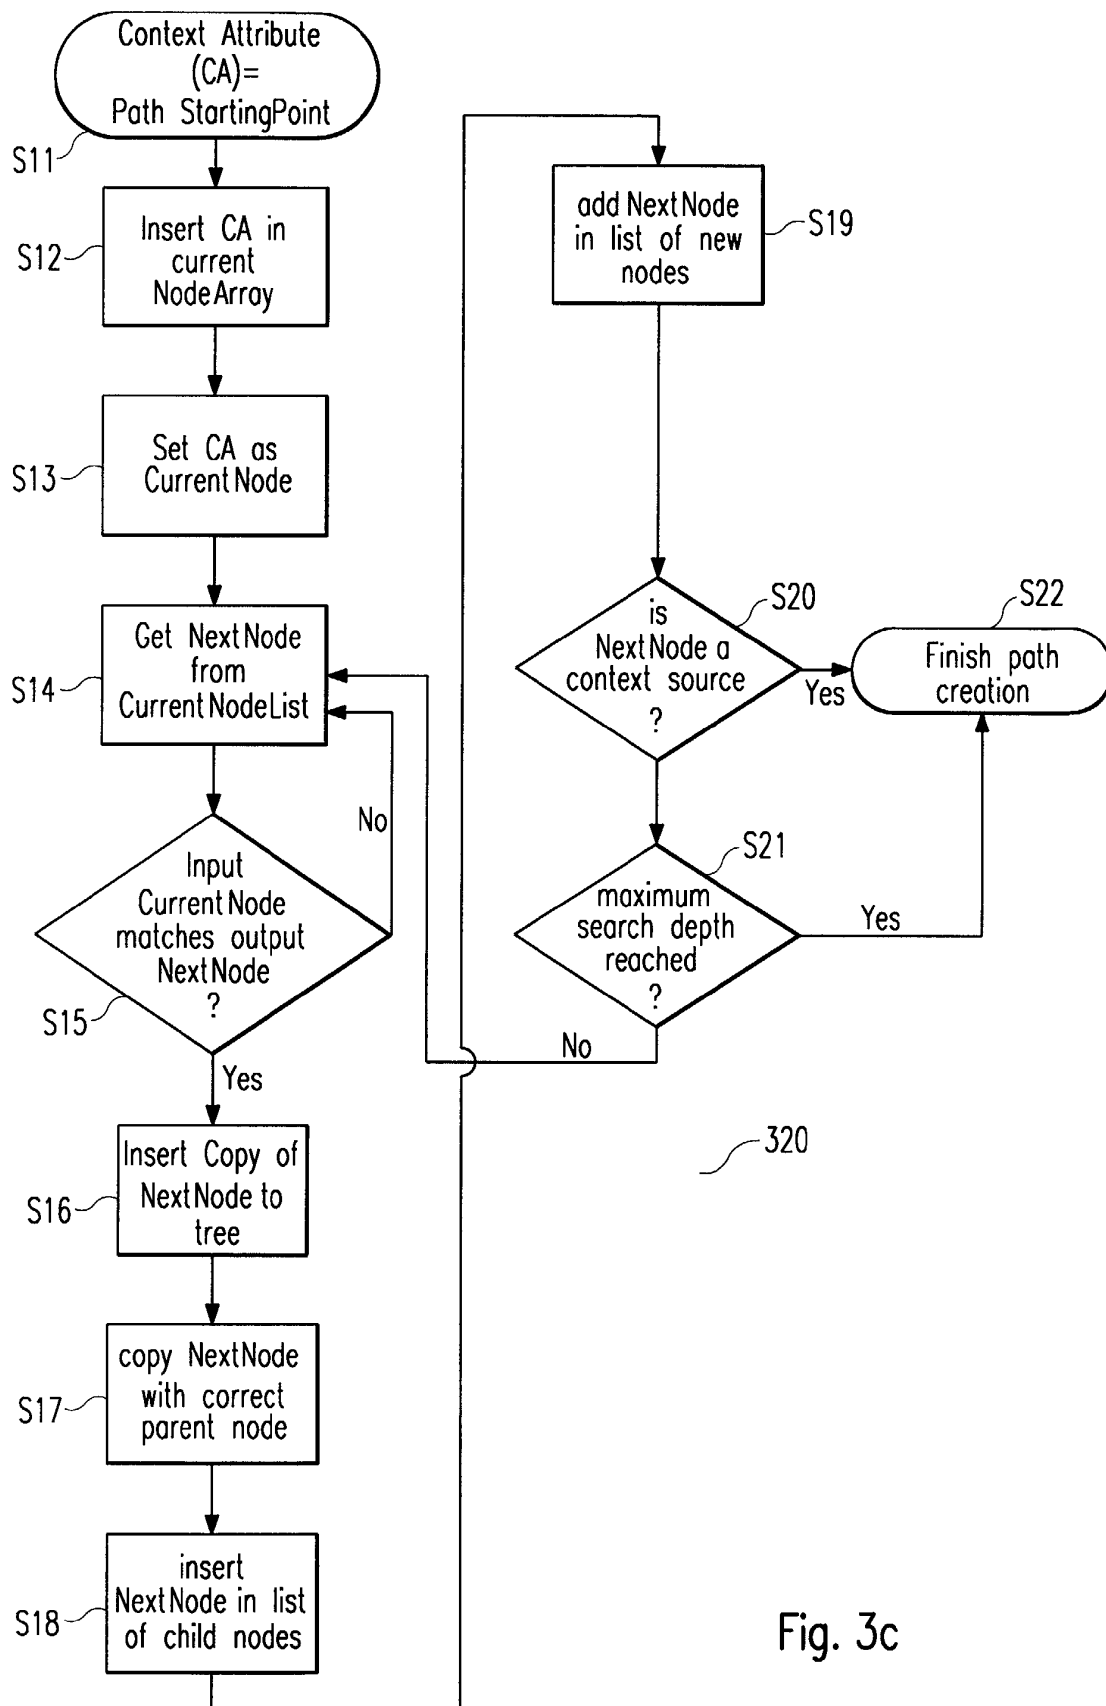 Context Attribute
(CA)=
Path StartingPoint
S11
Insert CA in
current
NodeArray
S12
Set CA as
CurrentNode
S13
Get NextNode
from
CurrentNodeList
S14
No
Input
CurrentNode
matches output
NextNode
?
S15
Yes
Insert Copy of
NextNode to
tree
S16
copy NextNode
with correct
parent node
S17
insert
NextNode in list
of child nodes
S18
add NextNode
in list of new
nodes
S19
is
NextNode a
context source
?
S20
Yes
S22
Finish path
creation
S21
maximum
search depth
reached
?
Yes
No
320
Fig. 3c